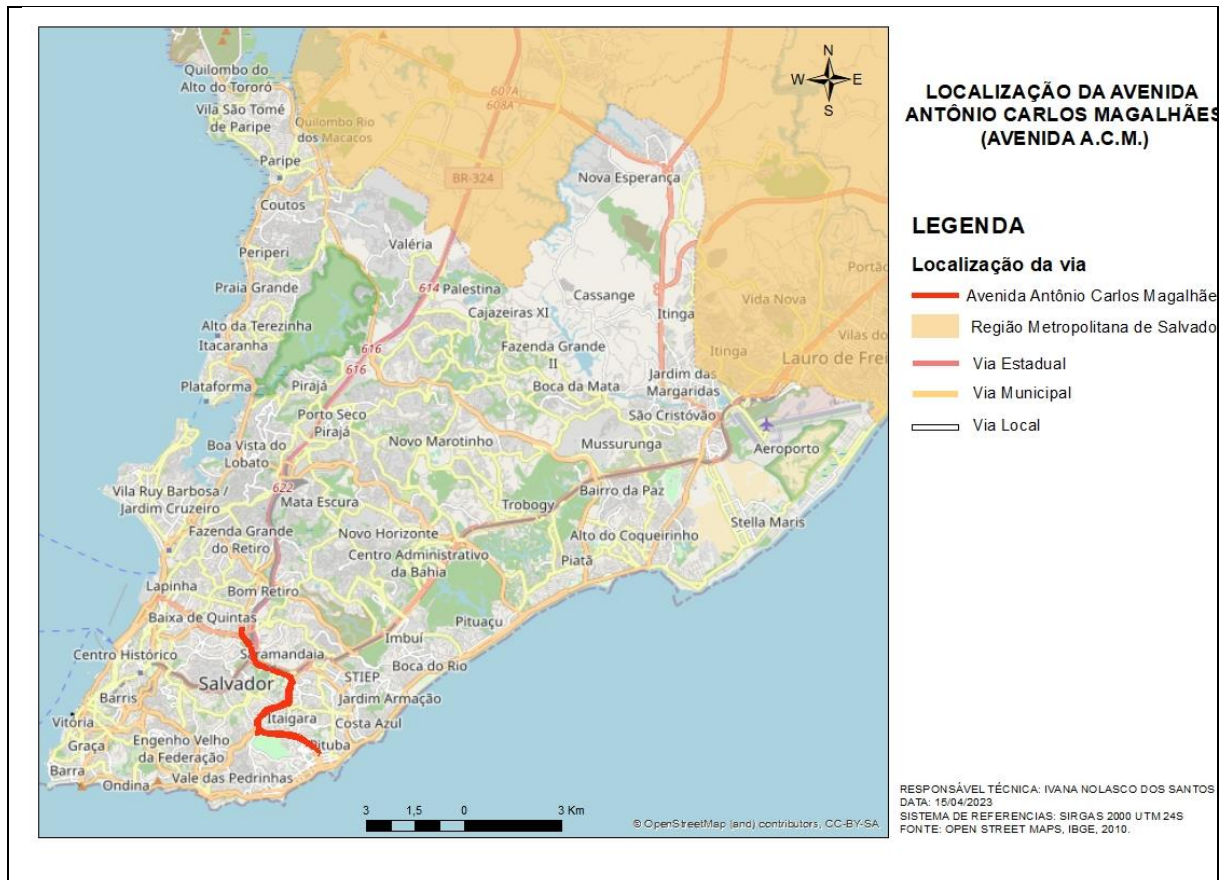 Quilombo do
Alto do Tororó
Vila São Tomé
de Paripe
Quilombo Rio
dos Macacos
Paripe
Coutos
Periperi
Praia Grande
Alto da Terezinha
Itacaranha
Plataforma
Valéria
BR-324
607A
608A
614
Palestina
Cajazeiras XI
Nova Esperança
Cassange
Itinga
Fazenda Grande
II
Boca da Mata
Jardim das
Margaridas
São Cristóvão
Portão
Vida Nova
Vilas do
Itinga
Lauro de Frei
616
616
Pirajá
Porto Seco
Pirajá
Novo Marotinho
Mussurunga
Aeroporto
Boa Vista do
Lobato
622
Mata Escura
Vila Ruy Barbosa /
Jardim Cruzeiro
Trobogy
Bairro da Paz
Stella Maris
Fazenda Grande
do Retiro
Novo Horizonte
Centro Administrativo
da Bahia
Alto do Coqueirinho
Piatã
Lapinha
Bom Retiro
Baixa de Quintas
Pituaçu
Imbuí
Centro Histórico
Saramandaia
STIEP
Boca do Rio
Salvador
Barris
Jardim Armação
Vitória
Itaigara
Costa Azul
Graça
Engenho Velho
da Federação
Pituba
Barra
Ondina
Vale das Pedrinhas
N
W
E
S
3 1,5 0 3 Km
© OpenStreetMap (and) contributors, CC-BY-SA
LOCALIZAÇÃO DA AVENIDA
ANTÔNIO CARLOS MAGALHÃES
(AVENIDA A.C.M.)
LEGENDA
Localização da via
Avenida Antônio Carlos Magalhãe
Região Metropolitana de Salvado
Via Estadual
Via Municipal
Via Local
RESPONSÁVEL TÉCNICA: IVANA NOLASCO DOS SANTOS
DATA: 15/04/2023
SISTEMA DE REFERENCIAS: SIRGAS 2000 UTM 24S
FONTE: OPEN STREET MAPS, IBGE, 2010.